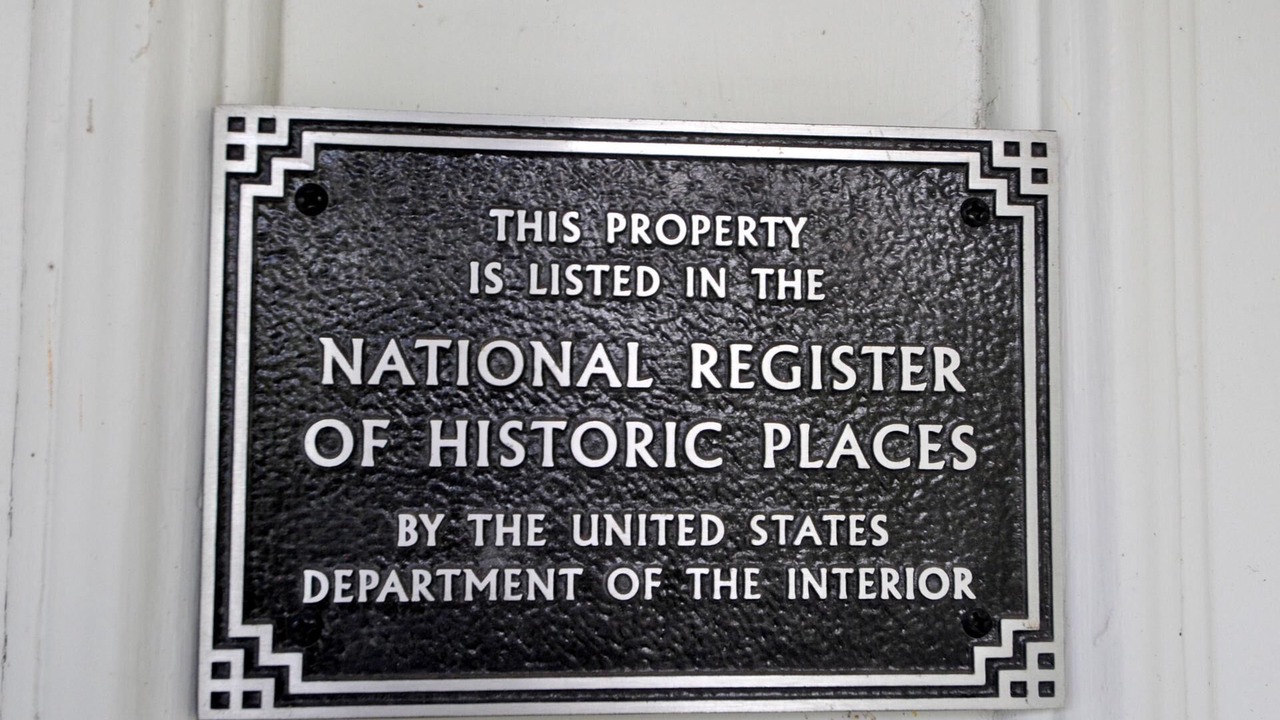 THIS PROPERTY
IS LISTED IN THE
NATIONAL REGISTER
OF HISTORIC PLACES
BY THE UNITED STATES
DEPARTMENT OF THE INTERIOR